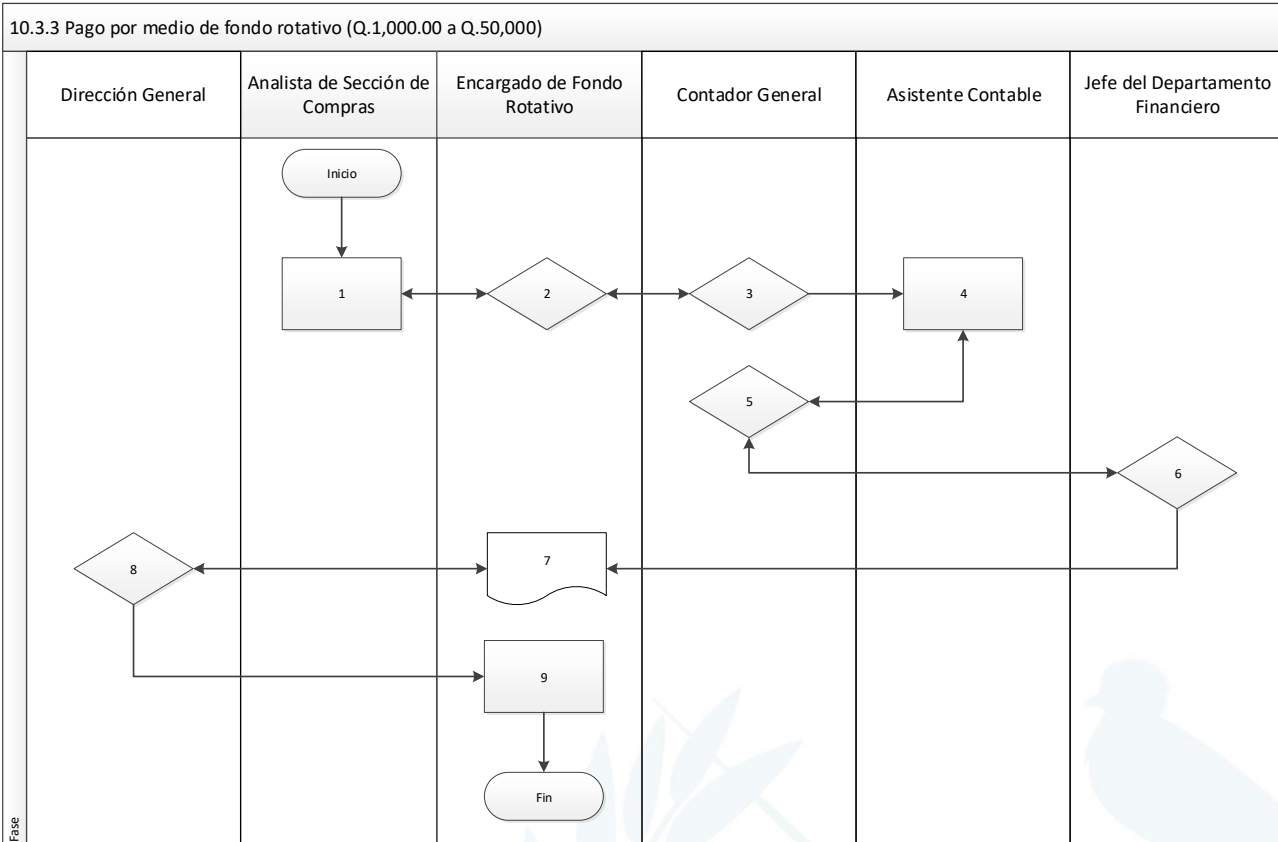 10.3.3 Pago por medio de fondo rotativo (Q.1,000.00 a Q.50,000)
Dirección General
Analista de Sección de
Compras
Encargado de Fondo
Rotativo
Contador General
Asistente Contable
Jefe del Departamento
Financiero
Inicio
1
2
3
4
5
6
7
8
9
Fin
Fase